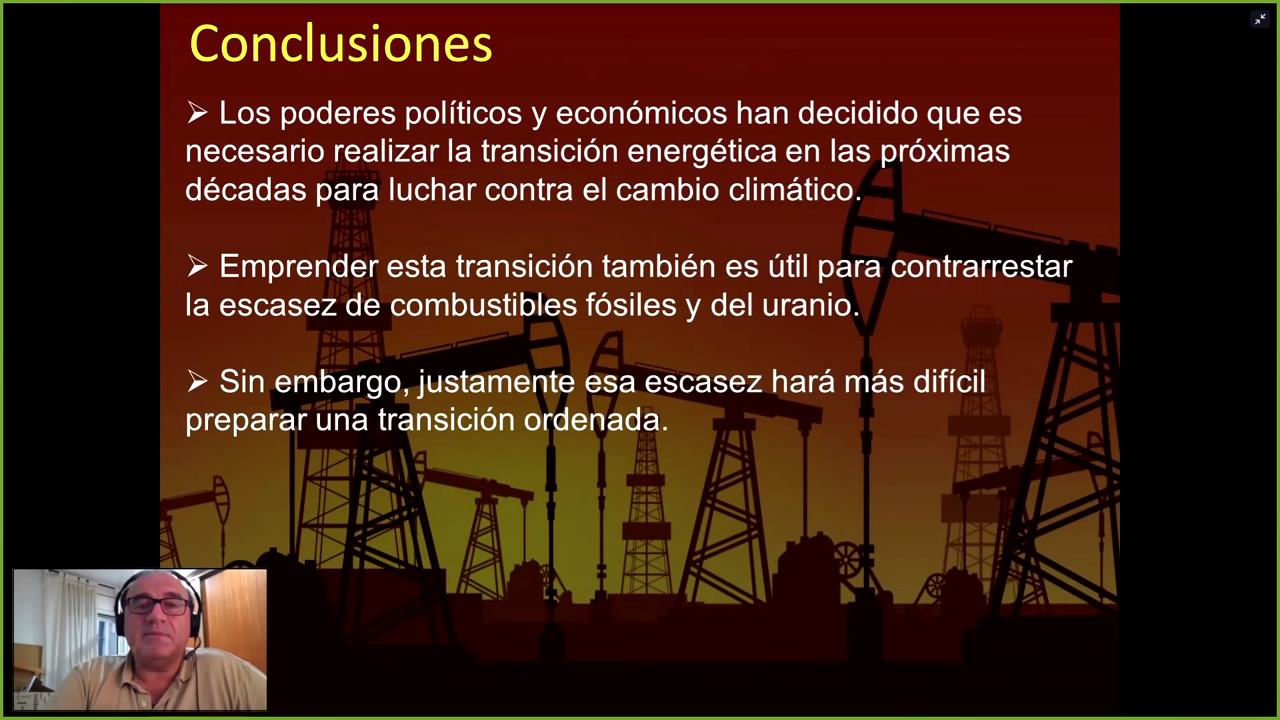 Conclusiones
➢ Los poderes políticos y económicos han decidido que es
necesario realizar la transición energética en las próximas
décadas para luchar contra el cambio climático.
➢ Emprender esta transición también es útil para contrarrestar
la escasez de combustibles fósiles y del uranio.
➢ Sin embargo, justamente esa escasez hará más difícil
preparar una transición ordenada.